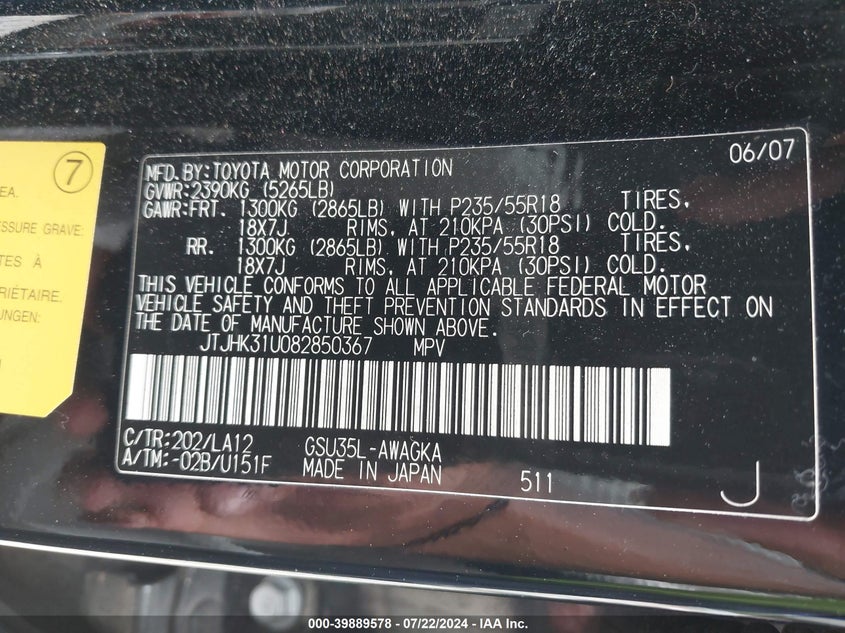 7
EA.
ESSURE GRAVE:
TES À
RIÉTAIRE,
UNGEN:
06/07
MFD.BY:TOYOTA MOTOR CORPORATION
GVWR:2390KG (5265LB)
GAWR:FRT. 1300KG (2865LB) WITH P235/55R18 TIRES,
18X7J RIMS, AT 210KPA (30PSI) COLD.
RR. 1300KG (2865LB) WITH P235/55R18 TIRES,
18X7J RIMS, AT 210KPA (30PSI) COLD.
THIS VEHICLE CONFORMS TO ALL APPLICABLE FEDERAL MOTOR
VEHICLE SAFETY AND THEFT PREVENTION STANDARDS IN EFFECT ON
THE DATE OF MANUFACTURE SHOWN ABOVE.
JTJHK31U082850367 MPV
C/TR:202/LA12 GSU35L-AWAGKA
A/TM:-02B/U151F MADE IN JAPAN 511
J
000-39889578 - 07/22/2024 - IAA Inc.